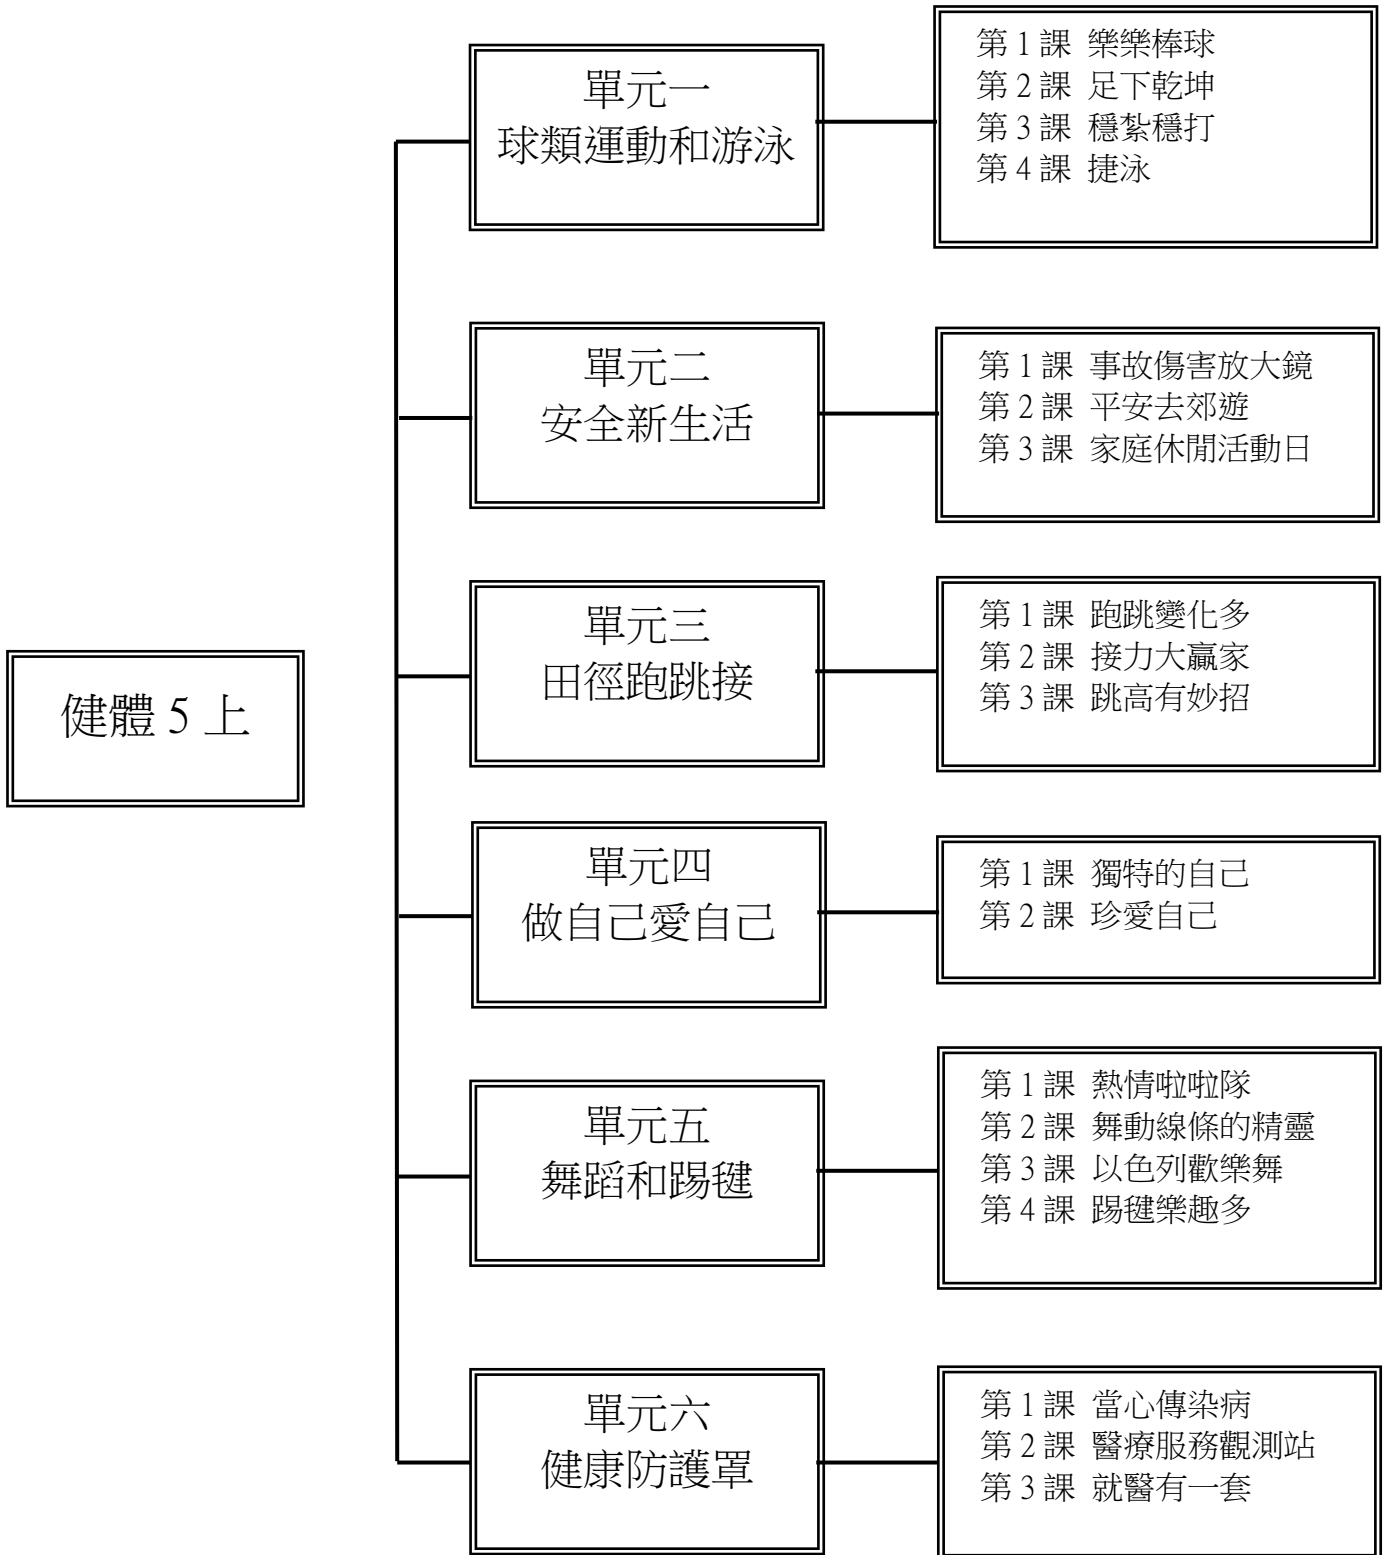 健體 5 上
單元一
球類運動和游泳
第 1 課 樂樂棒球
第 2 課 足下乾坤
第 3 課 穩紮穩打
第 4 課 捷泳
單元二
安全新生活
第 1 課 事故傷害放大鏡
第 2 課 平安去郊遊
第 3 課 家庭休閒活動日
單元三
田徑跑跳接
第 1 課 跑跳變化多
第 2 課 接力大贏家
第 3 課 跳高有妙招
單元四
做自己愛自己
第 1 課 獨特的自己
第 2 課 珍愛自己
單元五
舞蹈和踢毽
第 1 課 熱情啦啦隊
第 2 課 舞動線條的精靈
第 3 課 以色列歡樂舞
第 4 課 踢毽樂趣多
單元六
健康防護罩
第 1 課 當心傳染病
第 2 課 醫療服務觀測站
第 3 課 就醫有一套